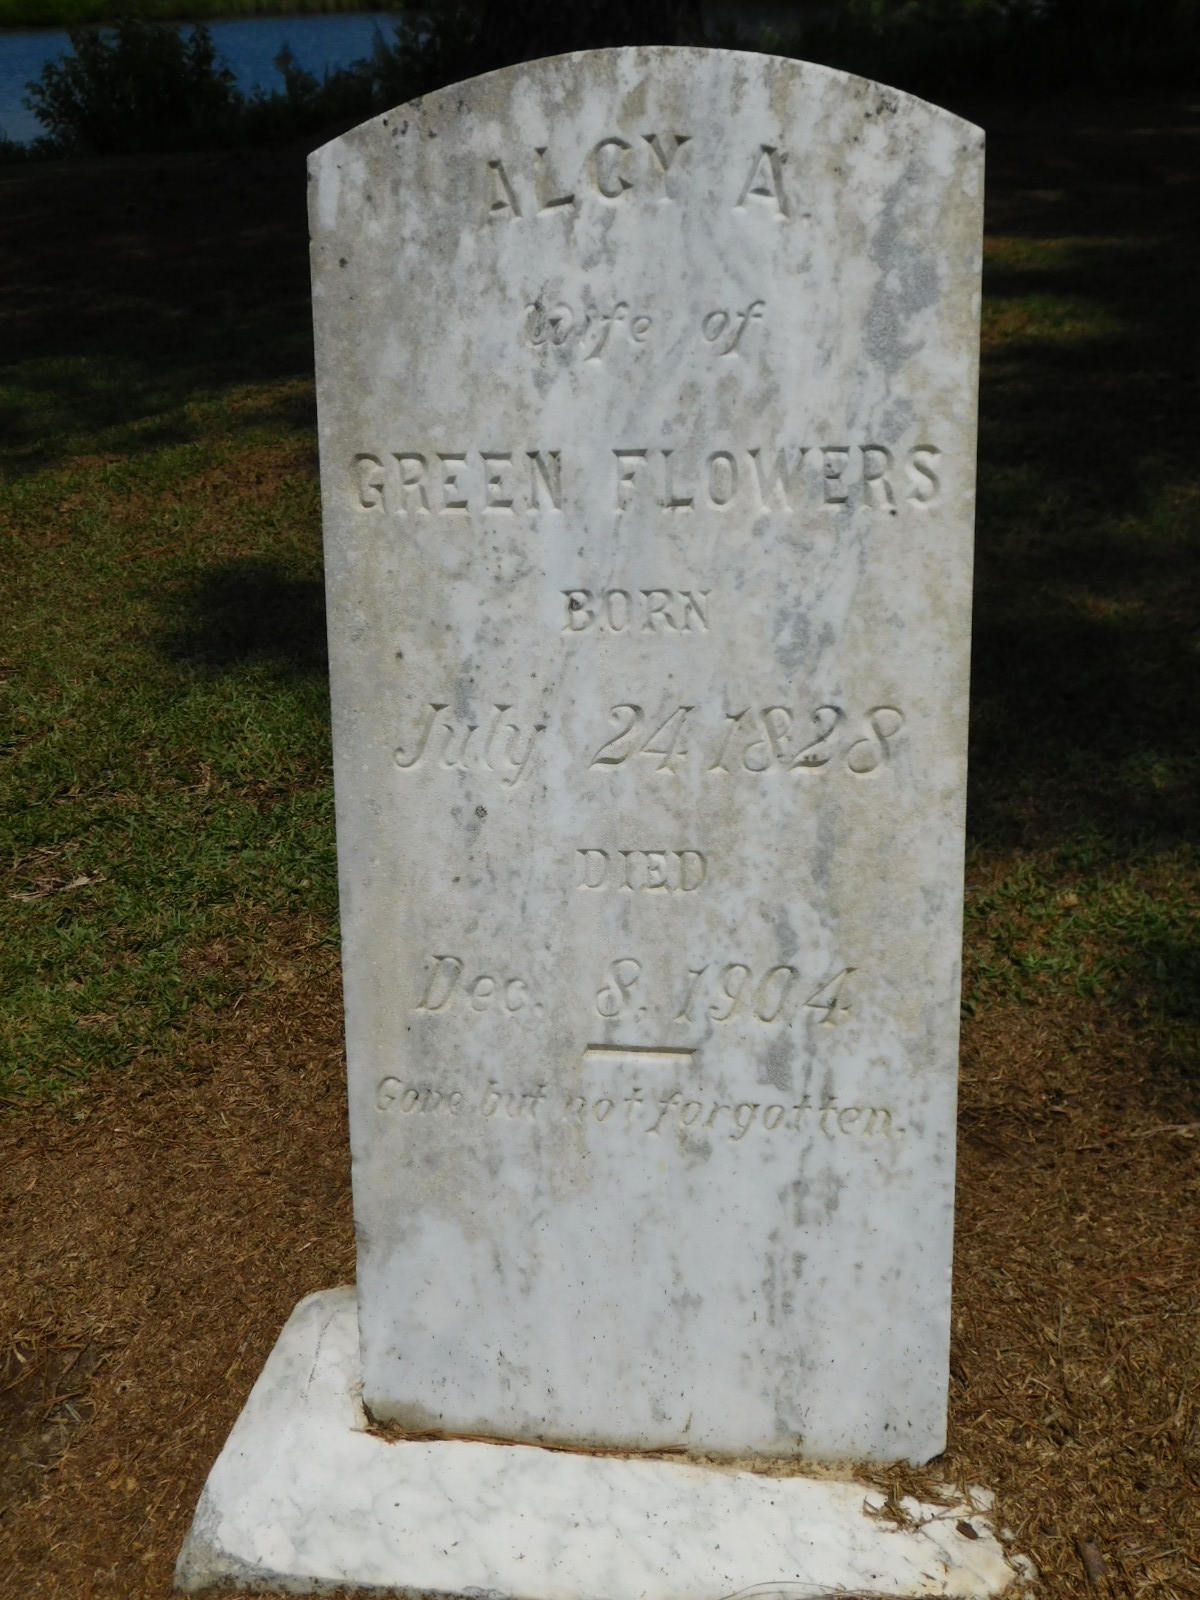 ALCY A.
Wife of
GREEN FLOWERS
BORN
July 24 1828
DIED
Dec. 8. 1904
Gone but not forgotten.